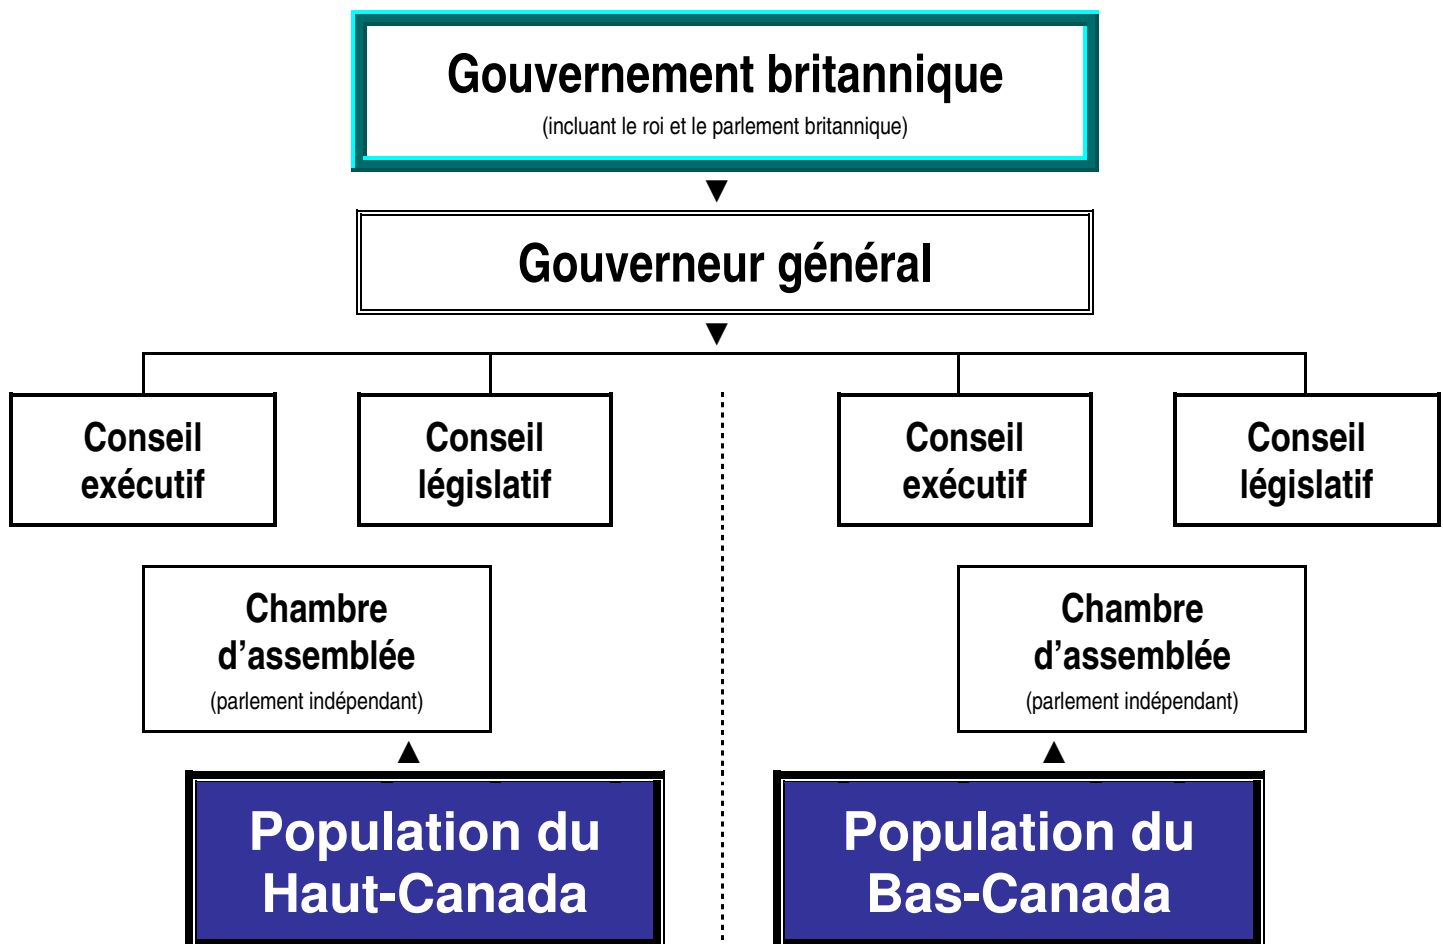 Gouvernement britannique
(incluant le roi et le parlement britannique)
▼
Gouverneur général
▼
Conseil
exécutif
Conseil
législatif
Conseil
exécutif
Conseil
législatif
Chambre
d’assemblée
(parlement indépendant)
Chambre
d’assemblée
(parlement indépendant)
▲
▲
Population du
Haut-Canada
Population du
Bas-Canada